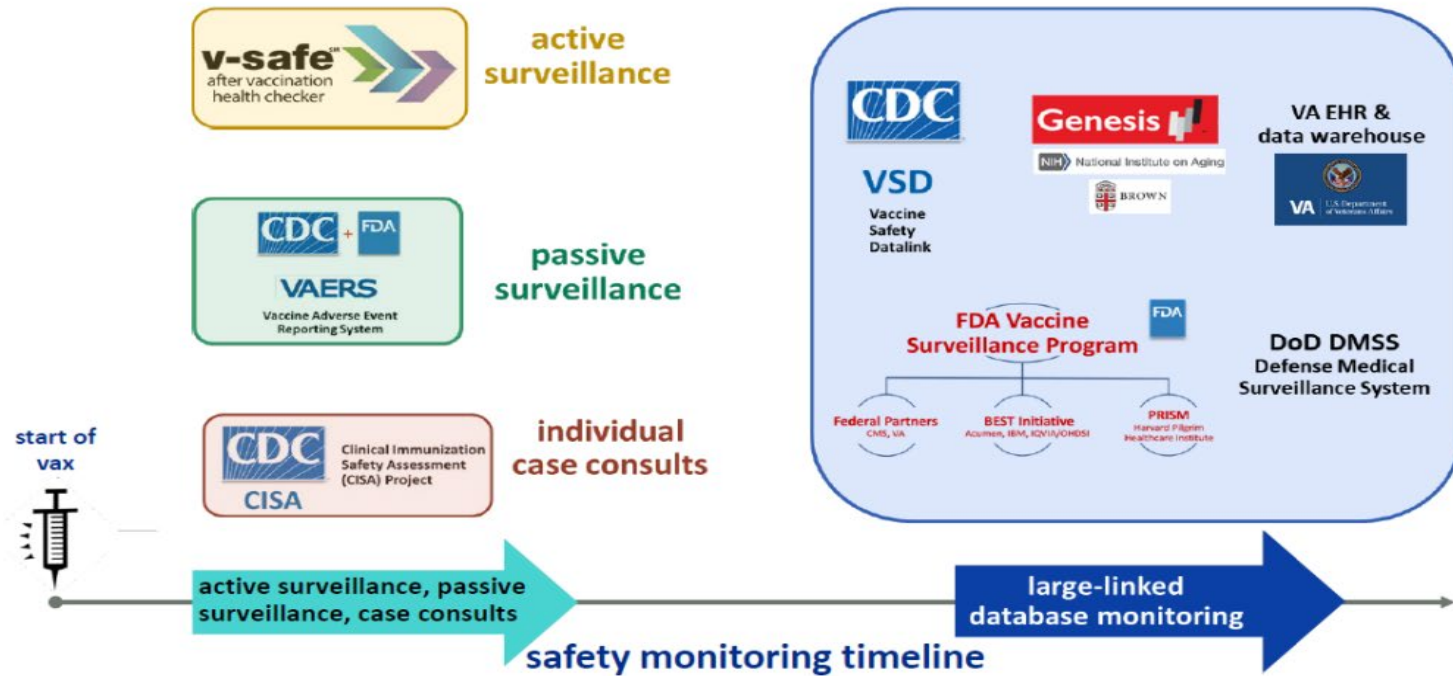 v-safe℠
after vaccination
health checker
active
surveillance
CDC + FDA
VAERS
Vaccine Adverse Event
Reporting System
passive
surveillance
CDC
CISA
Clinical Immunization
Safety Assessment
(CISA) Project
individual
case consults
CDC
VSD
Vaccine
Safety
Datalink
Genesis
NIH National Institute on Aging
BROWN
VA EHR &
data warehouse
VA U.S. Department
of Veterans Affairs
FDA Vaccine
Surveillance Program
FDA
Federal Partners
CMS, VA
BEST Initiative
Acumen, IBM, IQVIA/OHDSI
PRISM
Harvard Pilgrim
Healthcare Institute
DoD DMSS
Defense Medical
Surveillance System
start of
vax
active surveillance, passive
surveillance, case consults
large-linked
database monitoring
safety monitoring timeline